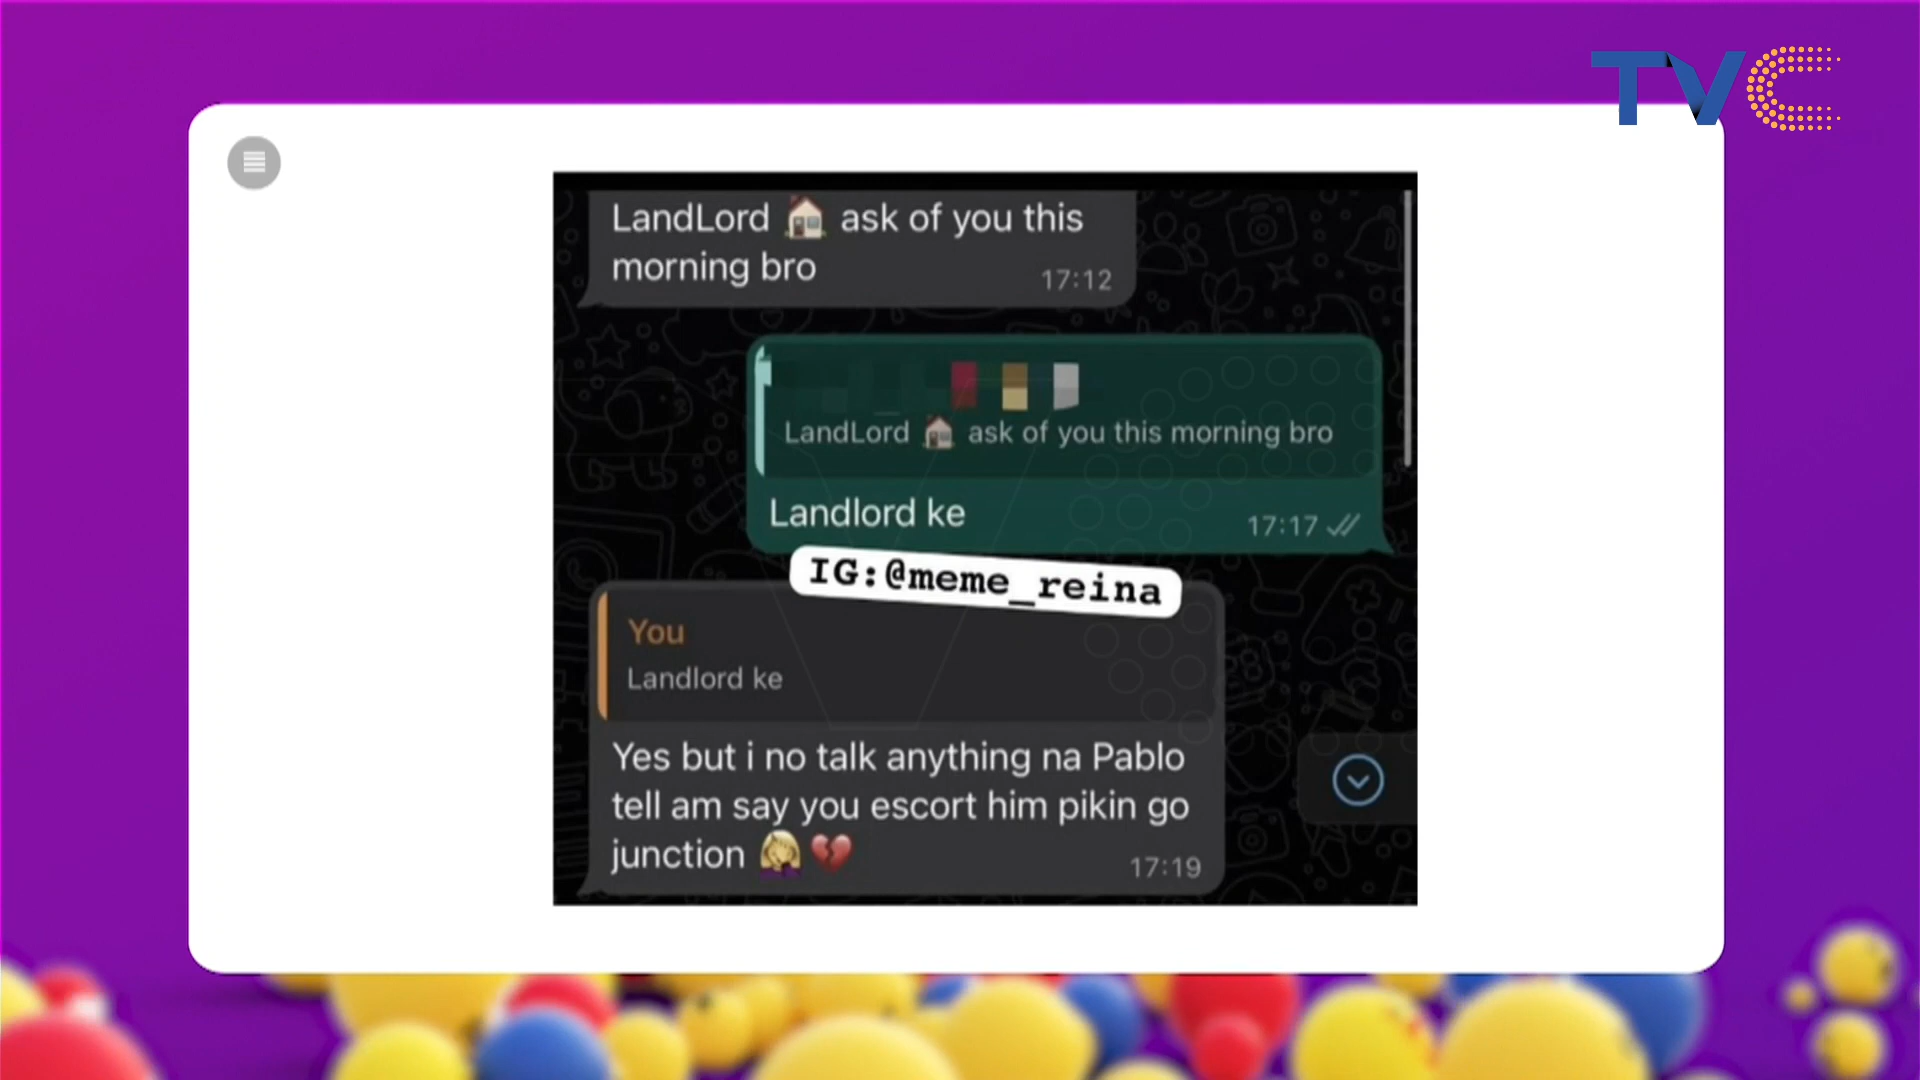 TVC
LandLord 🏠 ask of you this
morning bro
17:12
LandLord 🏠 ask of you this morning bro
Landlord ke
17:17
IG:@meme_reina
You
Landlord ke
Yes but i no talk anything na Pablo
tell am say you escort him pikin go
junction 🤦‍♀️ 💔
17:19